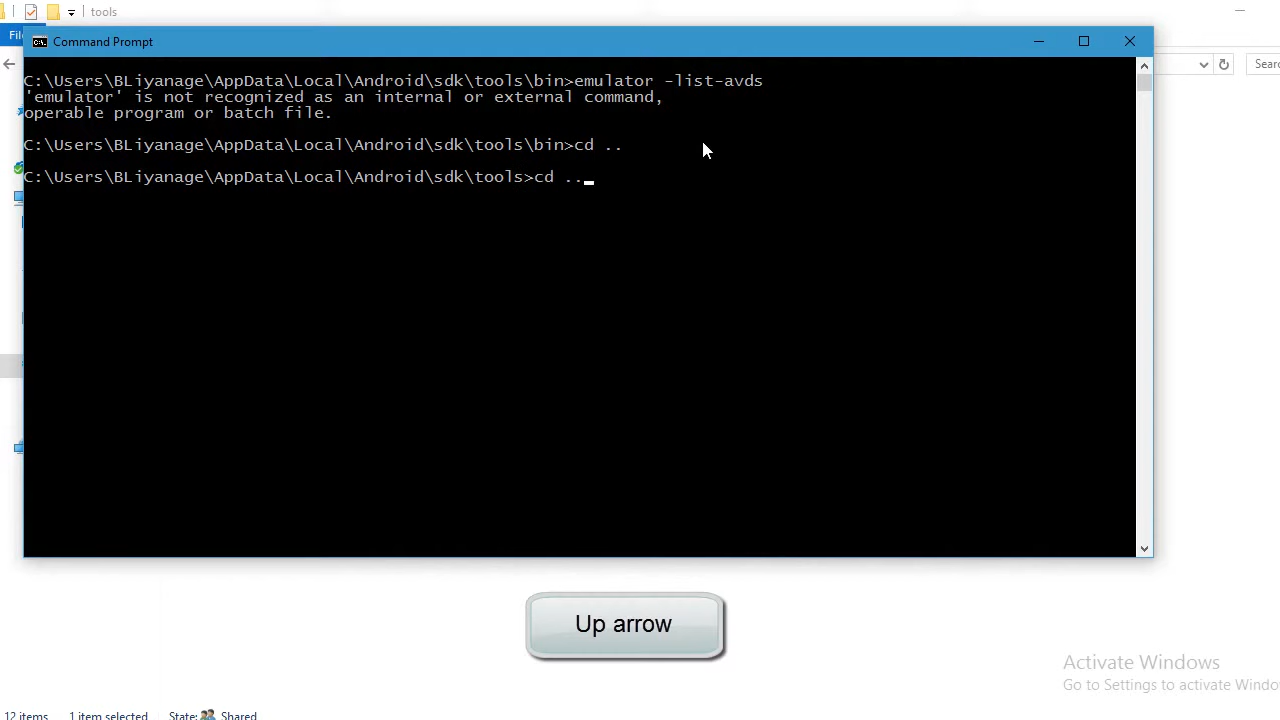 tools
File
Command Prompt
Sear
C:\Users\BLiyanage\AppData\Local\Android\sdk\tools\bin>emulator -list-avds
'emulator' is not recognized as an internal or external command,
operable program or batch file.
C:\Users\BLiyanage\AppData\Local\Android\sdk\tools\bin>cd ..
C:\Users\BLiyanage\AppData\Local\Android\sdk\tools>cd ..
Up arrow
Activate Windows
Go to Settings to activate Windo
12 items 1 item selected State: Shared